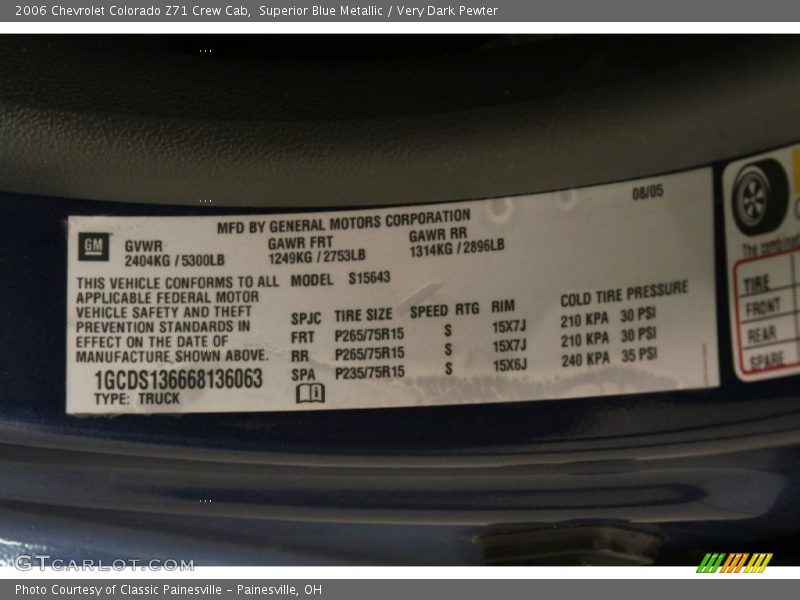 2006 Chevrolet Colorado Z71 Crew Cab,  Superior Blue Metallic / Very Dark Pewter
08/05
MFD BY GENERAL MOTORS CORPORATION
GM GVWR GAWR FRT GAWR RR
2404KG / 5300LB 1249KG / 2753LB 1314KG / 2896LB
THIS VEHICLE CONFORMS TO ALL
APPLICABLE FEDERAL MOTOR
VEHICLE SAFETY AND THEFT
PREVENTION STANDARDS IN
EFFECT ON THE DATE OF
MANUFACTURE SHOWN ABOVE.
1GCDS136668136063
TYPE: TRUCK
MODEL S15643
SPJC TIRE SIZE SPEED RTG RIM COLD TIRE PRESSURE
FRT P265/75R15 S 15X7J 210 KPA 30 PSI
RR P265/75R15 S 15X7J 210 KPA 30 PSI
SPA P235/75R15 S 15X6J 240 KPA 35 PSI
The combined
TIRE
FRONT
REAR
SPARE
GTCARLOT.COM
Photo Courtesy of Classic Painesville - Painesville, OH